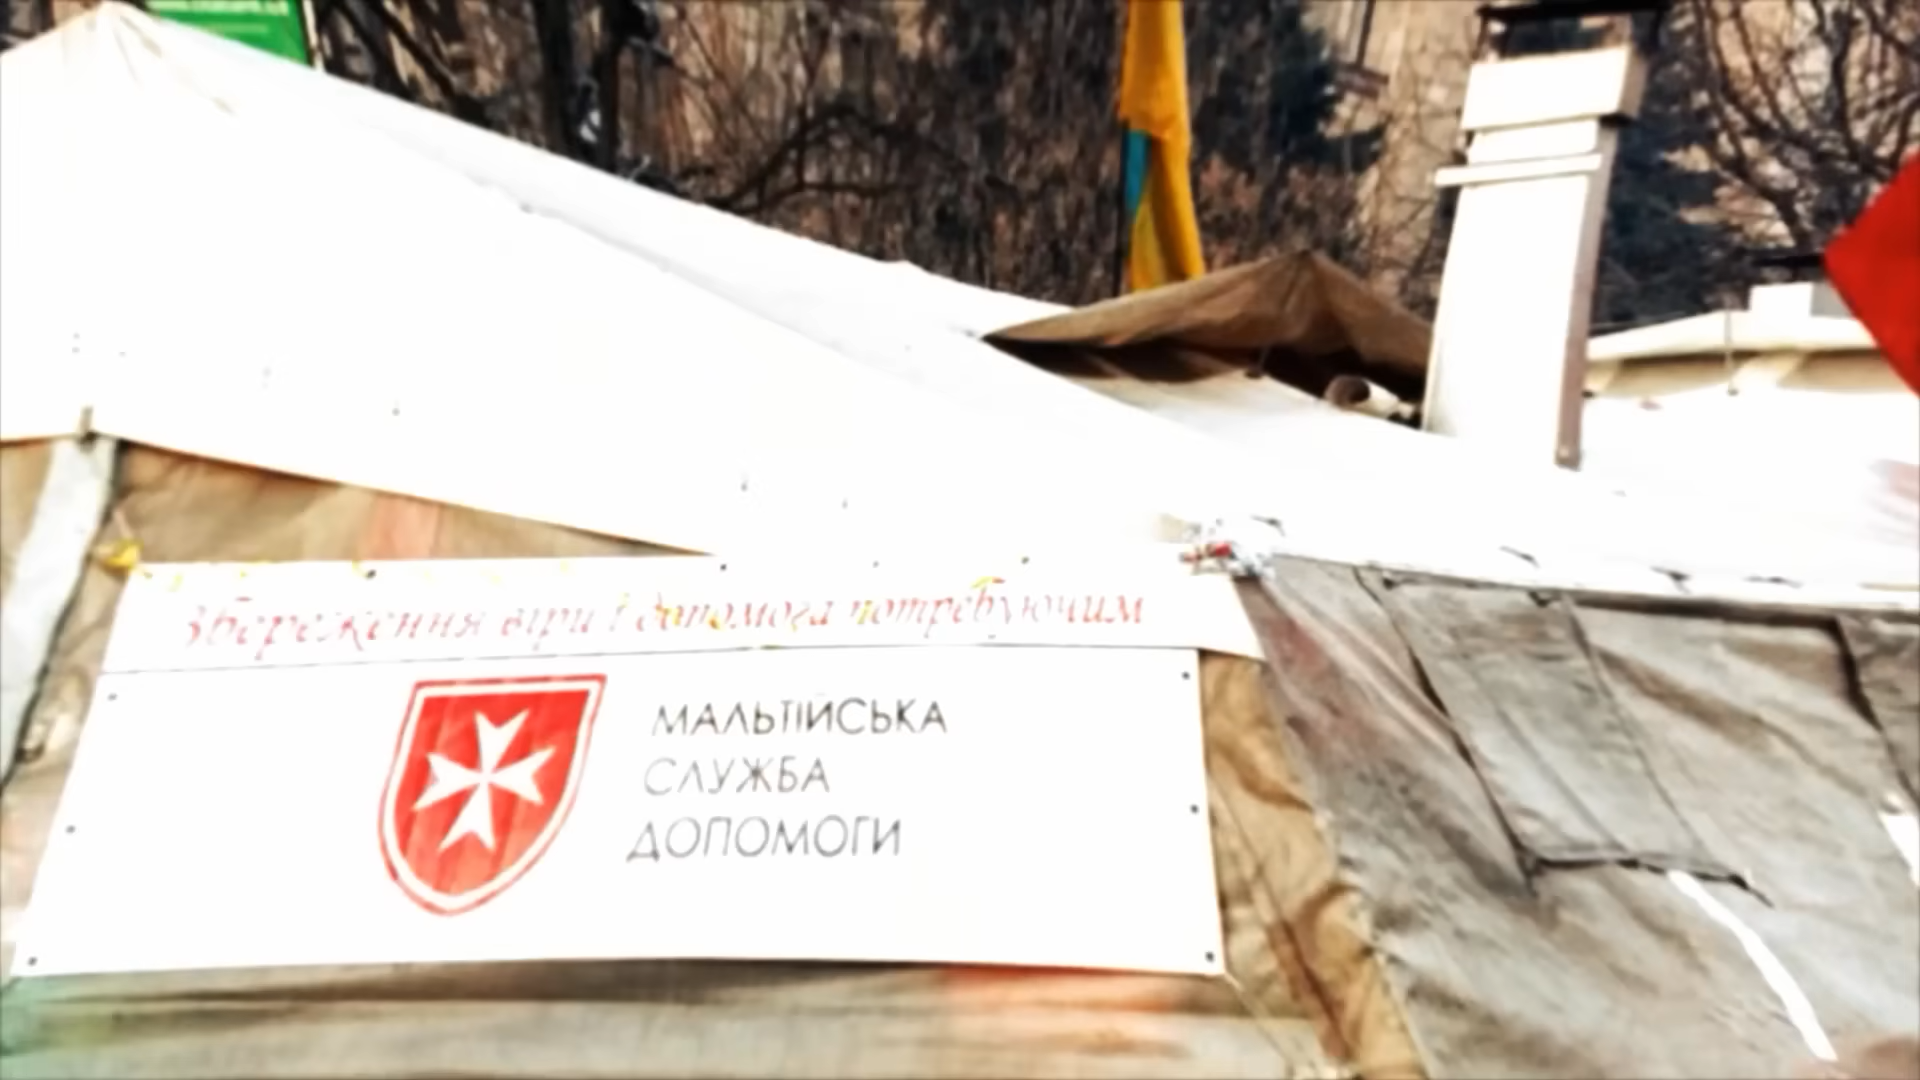 Збереження віри і допомога потребуючим
МАЛЬТІЙСЬКА
СЛУЖБА
ДОПОМОГИ